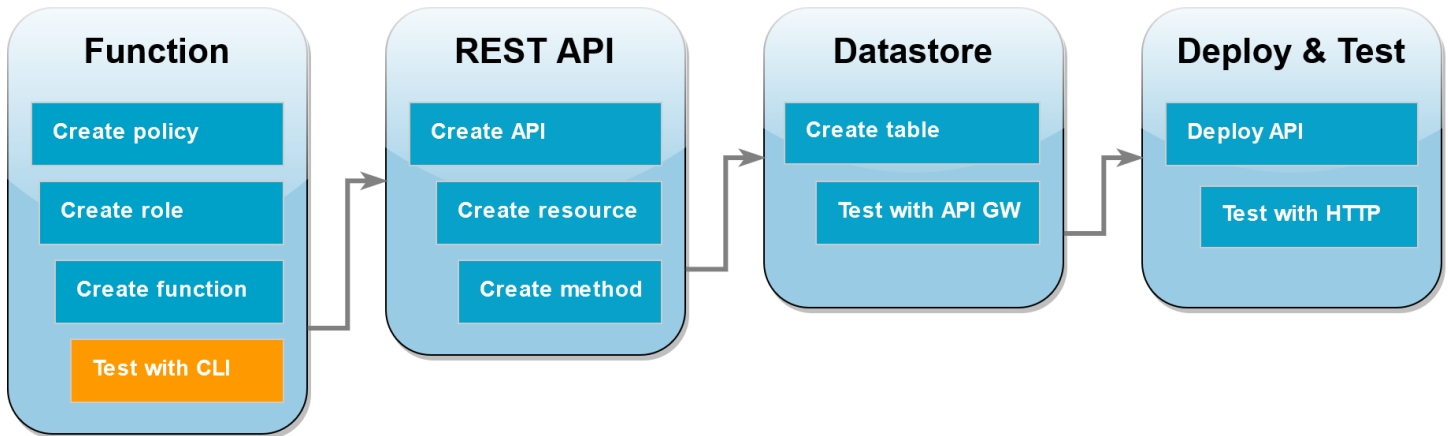 Function
Create policy
Create role
Create function
Test with CLI
REST API
Create API
Create resource
Create method
Datastore
Create table
Test with API GW
Deploy & Test
Deploy API
Test with HTTP